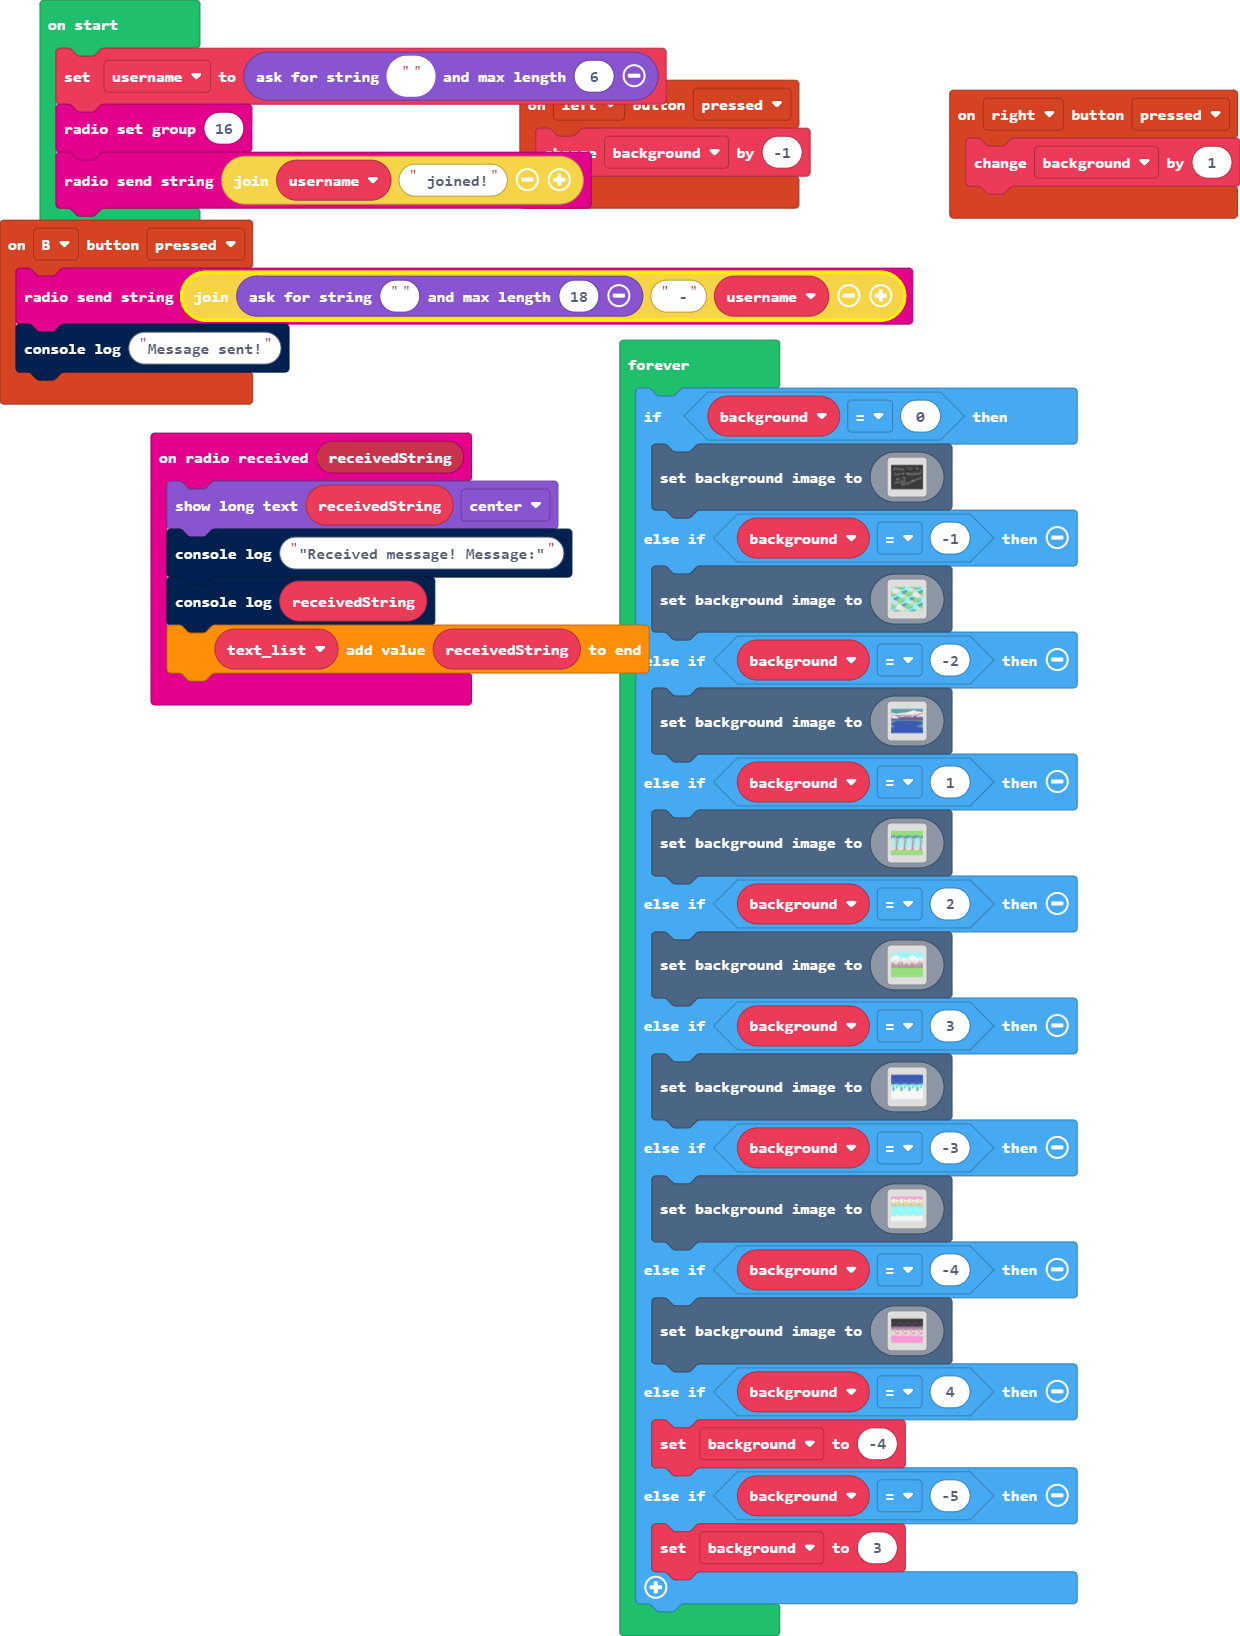 on start
set username to ask for string "" and max length 6
radio set group 16
radio send string join username " joined!"
on left button pressed
change background by -1
on right button pressed
change background by 1
on B button pressed
radio send string join ask for string "" and max length 18 " -" username
console log "Message sent!"
on radio received receivedString
show long text receivedString center
console log ""Received message! Message:""
console log receivedString
text_list add value receivedString to end
forever
if background = 0 then
set background image to
else if background = -1 then
set background image to
else if background = -2 then
set background image to
else if background = 1 then
set background image to
else if background = 2 then
set background image to
else if background = 3 then
set background image to
else if background = -3 then
set background image to
else if background = -4 then
set background image to
else if background = 4 then
set background to -4
else if background = -5 then
set background to 3